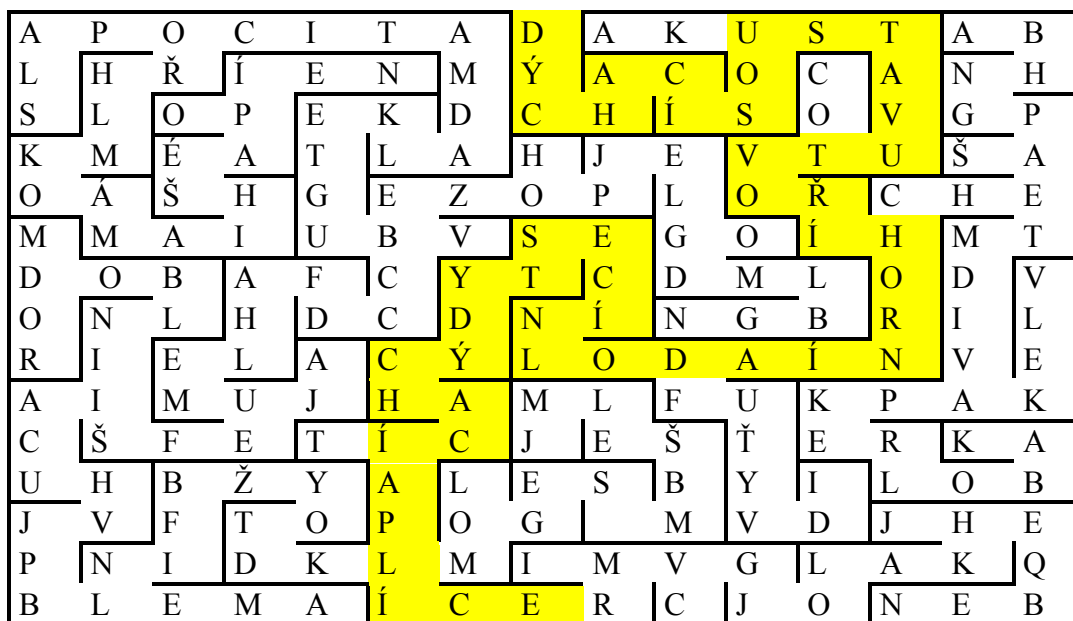 A P O C I T A D A K U S T A B
L H Ř Í E N M Ý A C O C A N H
S L O P E K D C H Í S O V G P
K M É A T L A H J E V T U Š A
O Á Š H G E Z O P L O Ř C H E
M M A I U B V S E G O Í H M T
D O B A F C Y T C D M L O D V
O N L H D C D N Í N G B R I L
R I E L A C Ý L O D A Í N V E
A I M U J H A M L F U K P A K
C Š F E T Í C J E Š Ť E R K A
U H B Ž Y A L E S B Y I L O B
J V F T O P O G M V D J H E
P N I D K L M I M V G L A K Q
B L E M A Í C E R C J O N E B